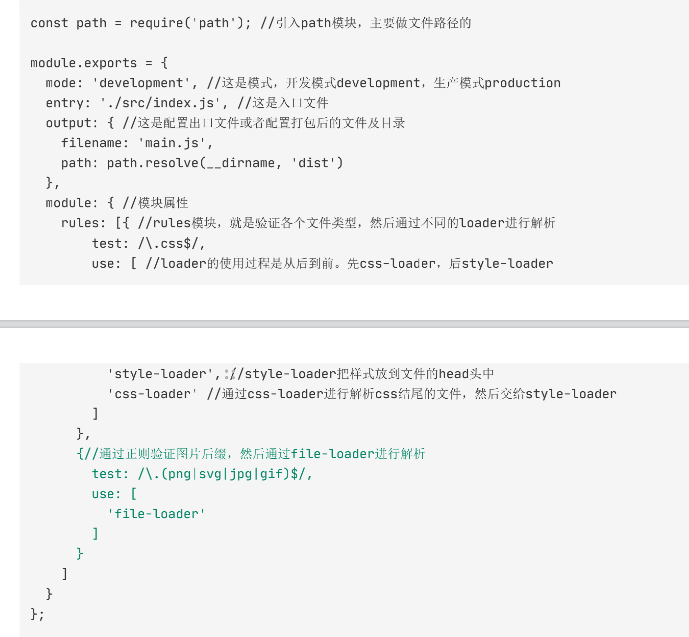 const path = require('path'); //引入path模块，主要做文件路径的
module.exports = {
  mode: 'development', //这是模式，开发模式development，生产模式production
  entry: './src/index.js', //这是入口文件
  output: { //这是配置出口文件或者配置打包后的文件及目录
    filename: 'main.js',
    path: path.resolve(__dirname, 'dist')
  },
  module: { //模块属性
    rules: [{ //rules模块，就是验证各个文件类型，然后通过不同的loader进行解析
        test: /\.css$/,
        use: [ //loader的使用过程是从后到前。先css-loader，后style-loader
          'style-loader', //style-loader把样式放到文件的head头中
          'css-loader' //通过css-loader进行解析css结尾的文件，然后交给style-loader
        ]
      },
      {//通过正则验证图片后缀，然后通过file-loader进行解析
        test: /\.(png|svg|jpg|gif)$/,
        use: [
          'file-loader'
        ]
      }
    ]
  }
};